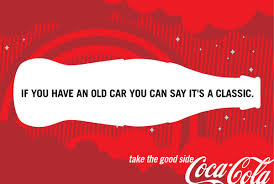 IF YOU HAVE AN OLD CAR YOU CAN SAY IT'S A CLASSIC.
take the good side
Coca-Cola